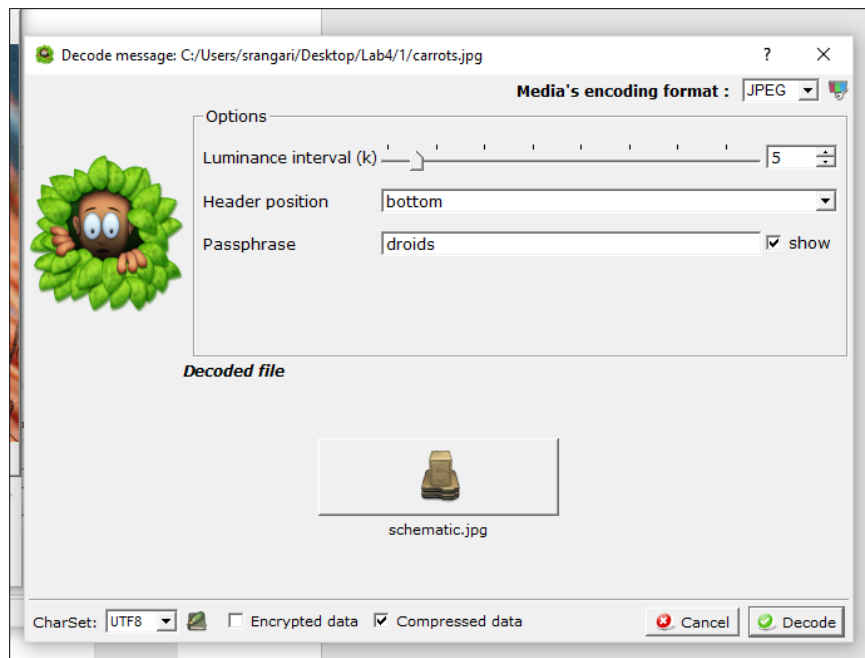 Decode message: C:/Users/srangari/Desktop/Lab4/1/carrots.jpg ?
Media's encoding format : JPEG
Options
Luminance interval (k) 5
Header position bottom
Passphrase droids show
Decoded file
schematic.jpg
CharSet: UTF8 Encrypted data Compressed data Cancel Decode